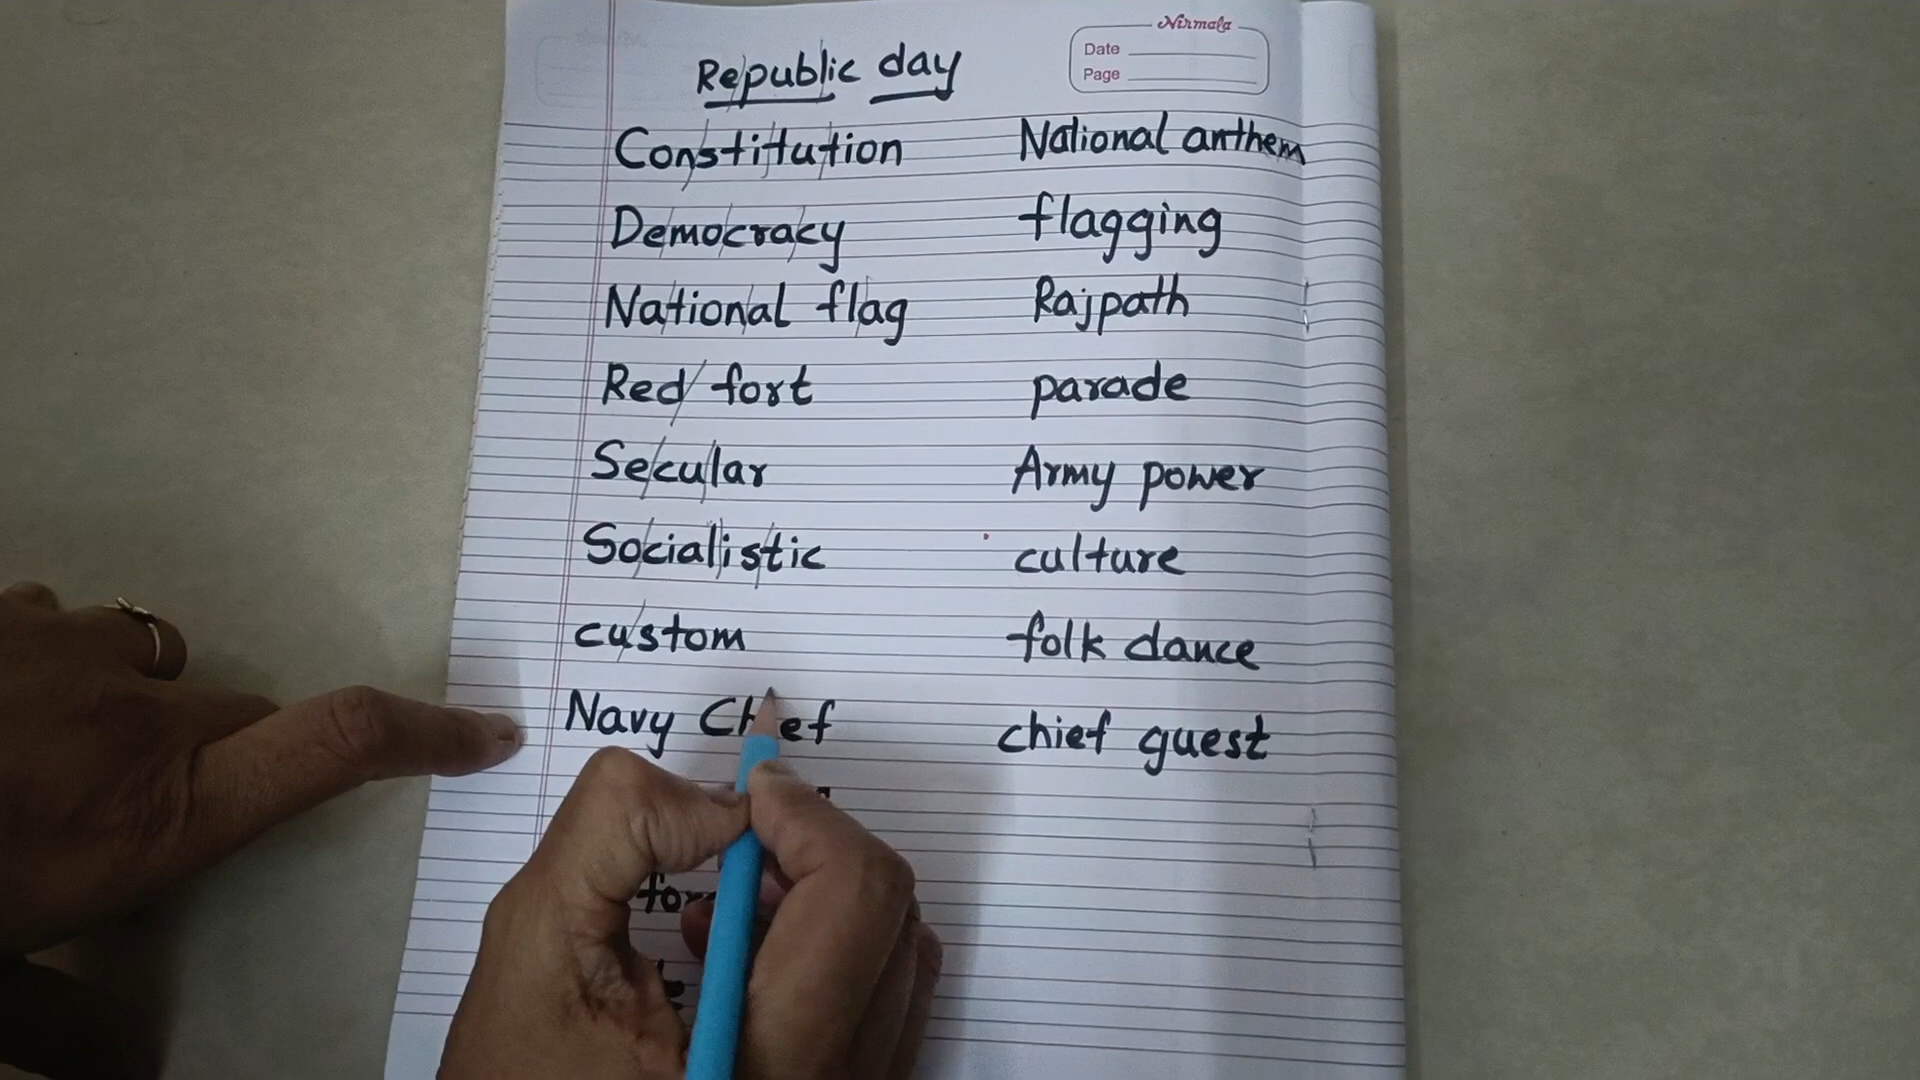 Nirmala
Date
Page
Republic day
Constitution
Democracy
National flag
Red fort
Secular
Socialistic
custom
Navy Chief
National anthem
flagging
Rajpath
parade
Army power
culture
folk dance
chief guest